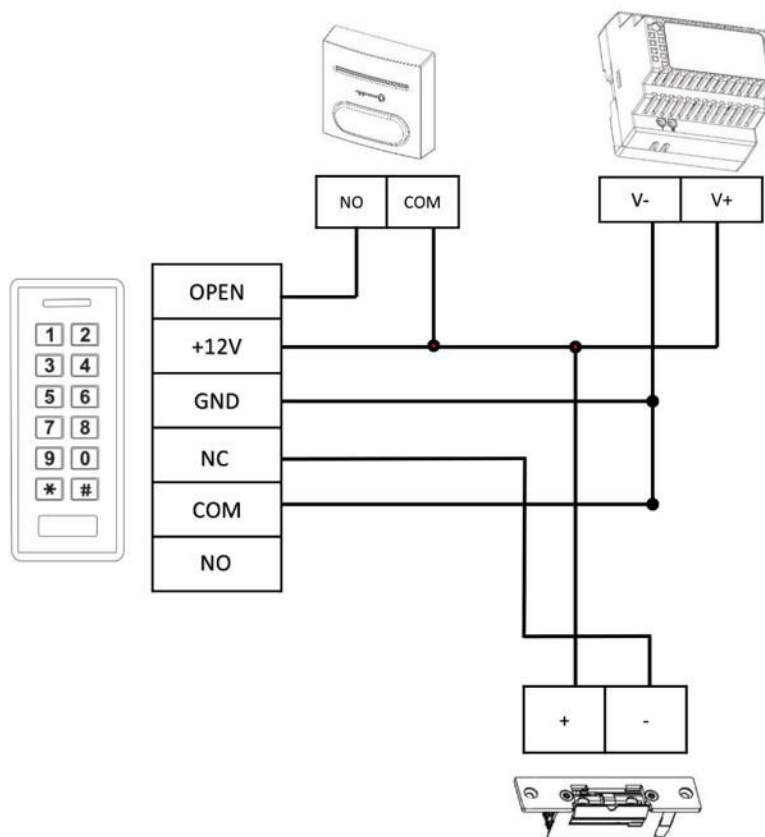 NO COM
V- V+
OPEN
+12V
GND
NC
COM
NO
1 2
3 4
5 6
7 8
9 0
* #
+ -